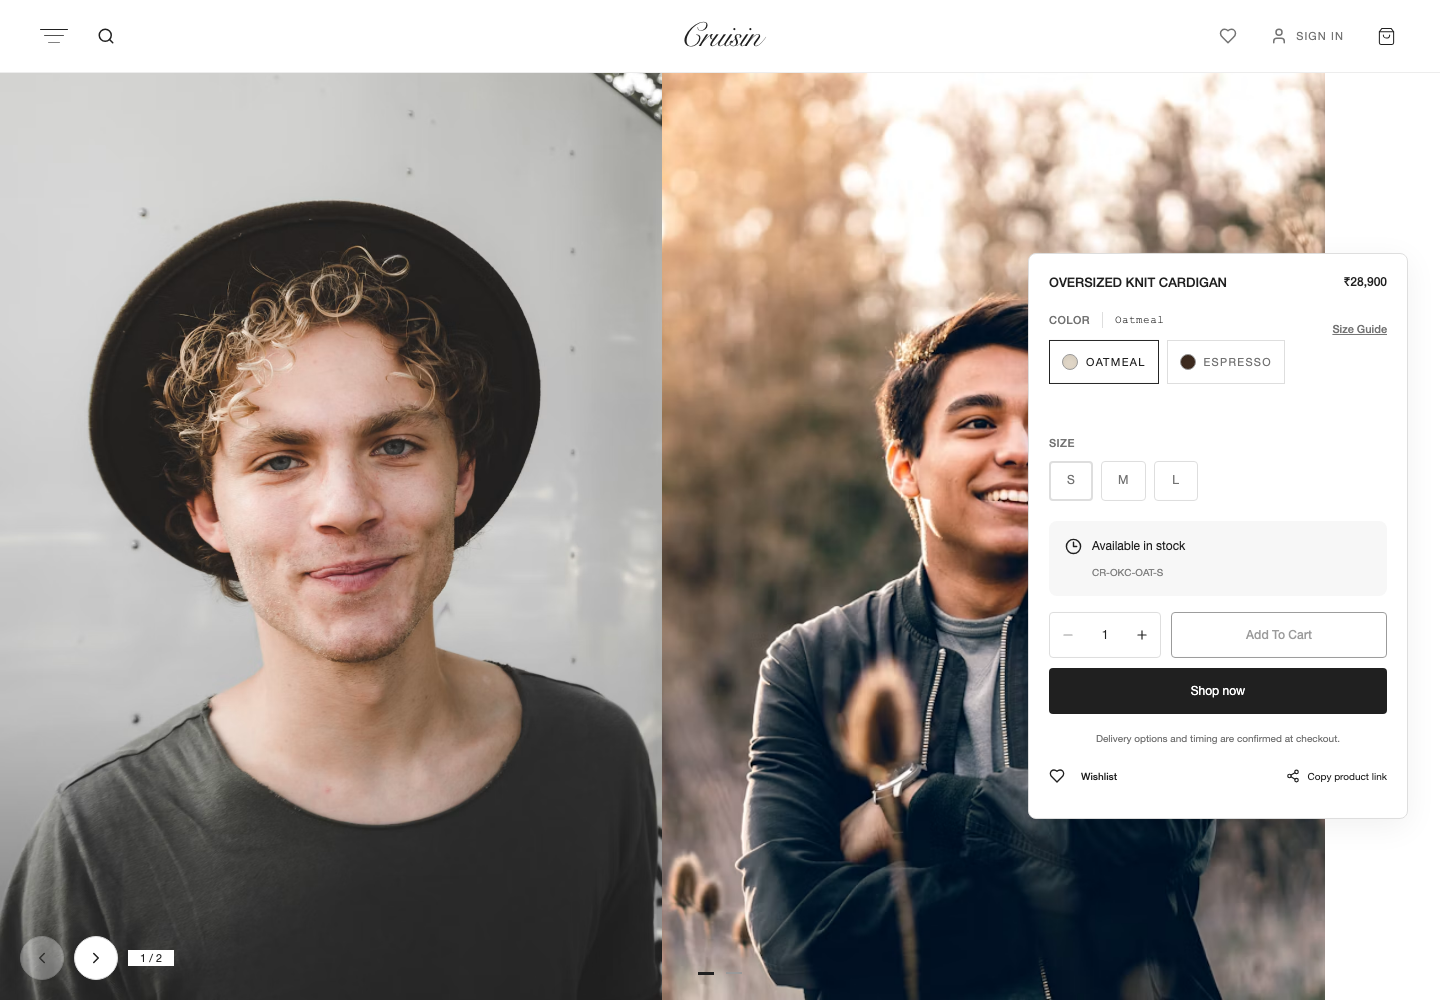 Cruisin
SIGN IN
OVERSIZED KNIT CARDIGAN ₹28,900
COLOR Oatmeal
Size Guide
OATMEAL ESPRESSO
SIZE
S M L
Available in stock
CR-OKC-OAT-S
1 Add To Cart
Shop now
Delivery options and timing are confirmed at checkout.
Wishlist Copy product link
1 / 2